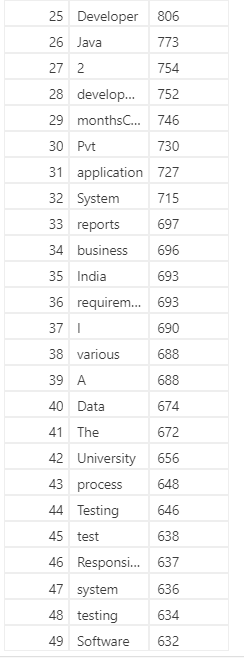 25 Developer 806
26 Java 773
27 2 754
28 develop... 752
29 monthsC... 746
30 Pvt 730
31 application 727
32 System 715
33 reports 697
34 business 696
35 India 693
36 requirem... 693
37 I 690
38 various 688
39 A 688
40 Data 674
41 The 672
42 University 656
43 process 648
44 Testing 646
45 test 638
46 Responsi... 637
47 system 636
48 testing 634
49 Software 632